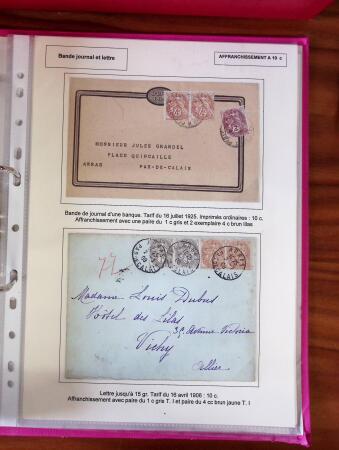 Bande journal et lettre
AFFRANCHISSEMENT A 10 c
MONSIEUR JULES GRANDEL
PLACE QUINCAILLE
ARRAS PAS-DE-CALAIS
Bande de journal d'une banque. Tarif du 16 juillet 1925. Imprimés ordinaires : 10 c.
Affranchissement avec une paire du 1 c gris et 2 exemplaire 4 c brun lilas
Madame Louis Dubus
Hôtel des Lilas
35 Avenue Victoria
Vichy
Allier
Lettre jusqu'à 15 gr. Tarif du 16 avril 1906 : 10 c.
Affranchissement avec paire du 1 c gris T. I et paire du 4 cc brun jaune T. I